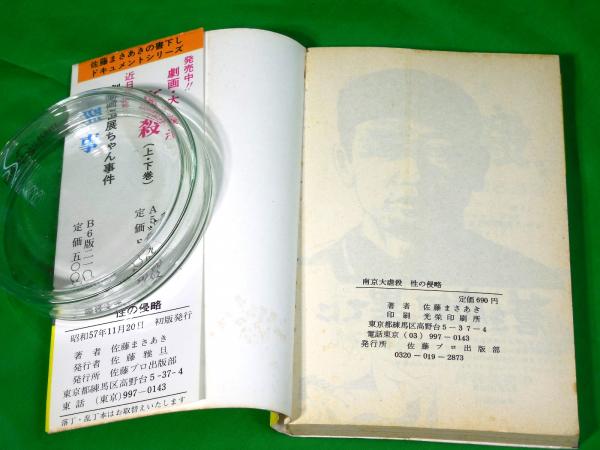 佐藤まさあきの書下し
ドキュメントシリーズ
発売中!!
劇画・大
殺
(上・下巻)
定価
近日
展ちゃん事件
B6版二一〇
定価五〇〇
性の侵略
昭和57年11月20日 初版発行
著者 佐藤まさあき
発行者 佐藤雅旦
発行所 佐藤プロ出版部
東京都練馬区高野台5-37-4
電話 (東京)997-0143
落丁・乱丁本はお取替えいたします
南京大虐殺 性の侵略
定価690円
著者 佐藤まさあき
印刷 光栄印刷所
東京都練馬区高野台5-37-4
電話東京(03)997-0143
発行所 佐藤プロ出版部
0320-019-2873